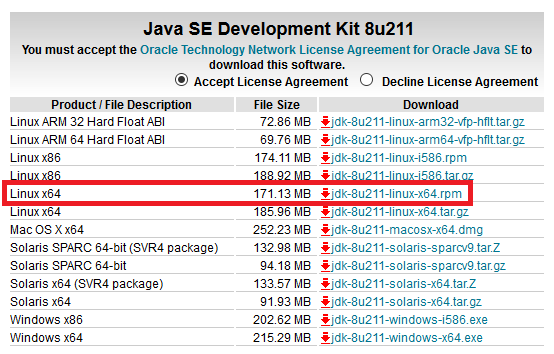 Java SE Development Kit 8u211
You must accept the Oracle Technology Network License Agreement for Oracle Java SE to
download this software.
Accept License Agreement Decline License Agreement
Product / File Description File Size Download
Linux ARM 32 Hard Float ABI 72.86 MB jdk-8u211-linux-arm32-vfp-hflt.tar.gz
Linux ARM 64 Hard Float ABI 69.76 MB jdk-8u211-linux-arm64-vfp-hflt.tar.gz
Linux x86 174.11 MB jdk-8u211-linux-i586.rpm
Linux x86 188.92 MB jdk-8u211-linux-i586.tar.gz
Linux x64 171.13 MB jdk-8u211-linux-x64.rpm
Linux x64 185.96 MB jdk-8u211-linux-x64.tar.gz
Mac OS X x64 252.23 MB jdk-8u211-macosx-x64.dmg
Solaris SPARC 64-bit (SVR4 package) 132.98 MB jdk-8u211-solaris-sparcv9.tar.Z
Solaris SPARC 64-bit 94.18 MB jdk-8u211-solaris-sparcv9.tar.gz
Solaris x64 (SVR4 package) 133.57 MB jdk-8u211-solaris-x64.tar.Z
Solaris x64 91.93 MB jdk-8u211-solaris-x64.tar.gz
Windows x86 202.62 MB jdk-8u211-windows-i586.exe
Windows x64 215.29 MB jdk-8u211-windows-x64.exe